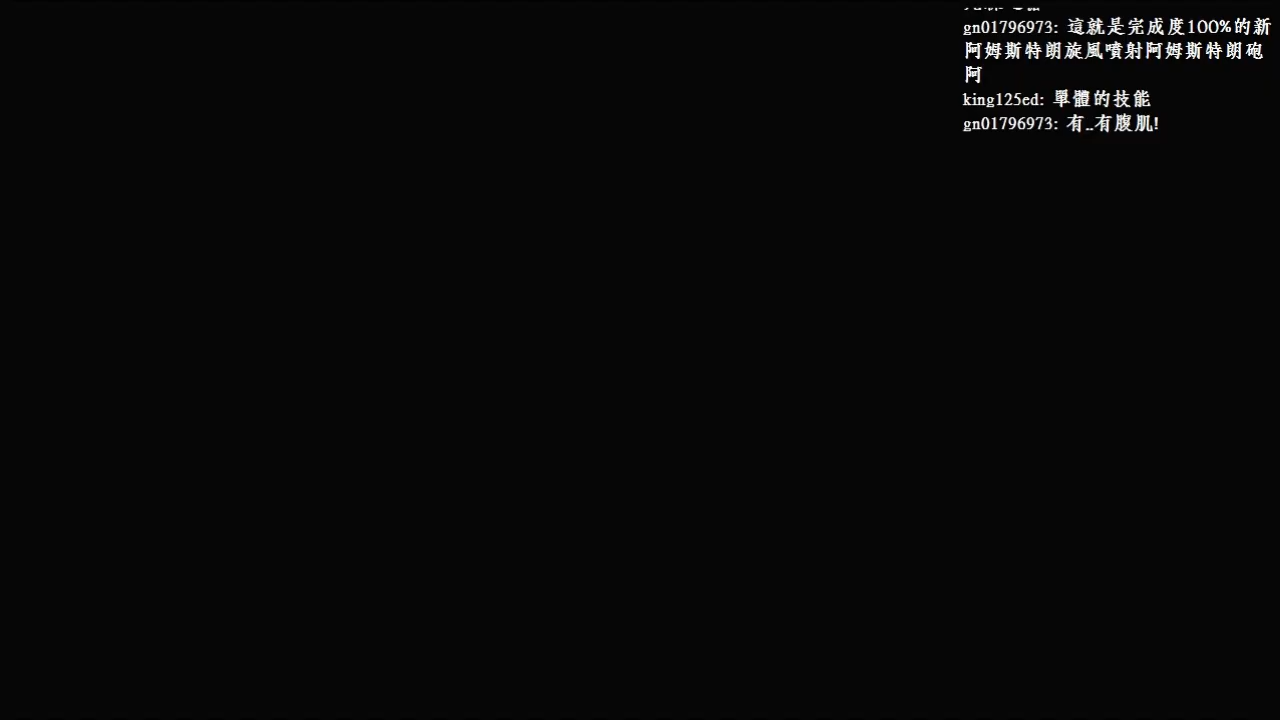 gn01796973: 這就是完成度100%的新
阿姆斯特朗旋風噴射阿姆斯特朗砲
阿
king125ed: 單體的技能
gn01796973: 有..有腹肌!